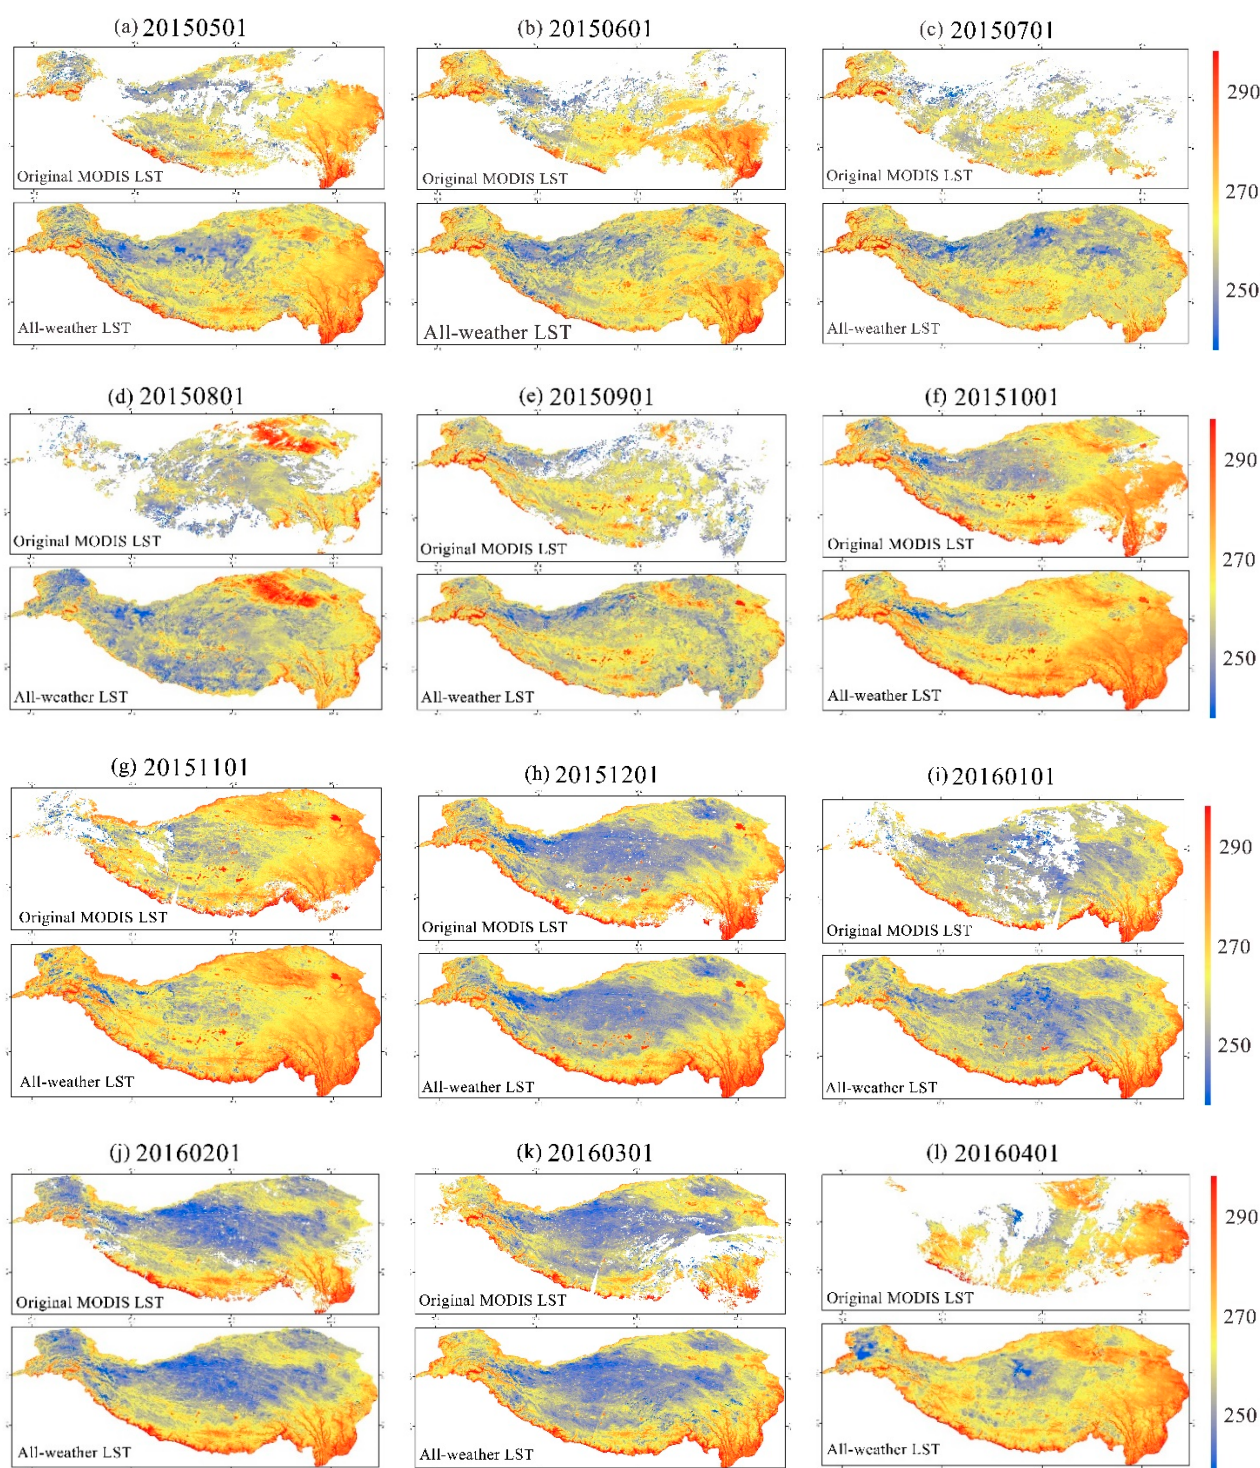 (a) 20150501
(b) 20150601
(c) 20150701
Original MODIS LST
Original MODIS LST
Original MODIS LST
All-weather LST
All-weather LST
All-weather LST
290
270
250
(d) 20150801
(e) 20150901
(f) 20151001
Original MODIS LST
Original MODIS LST
Original MODIS LST
All-weather LST
All-weather LST
All-weather LST
290
270
250
(g) 20151101
(h) 20151201
(i) 20160101
Original MODIS LST
Original MODIS LST
Original MODIS LST
All-weather LST
All-weather LST
All-weather LST
290
270
250
(j) 20160201
(k) 20160301
(l) 20160401
Original MODIS LST
Original MODIS LST
Original MODIS LST
All-weather LST
All-weather LST
All-weather LST
290
270
250